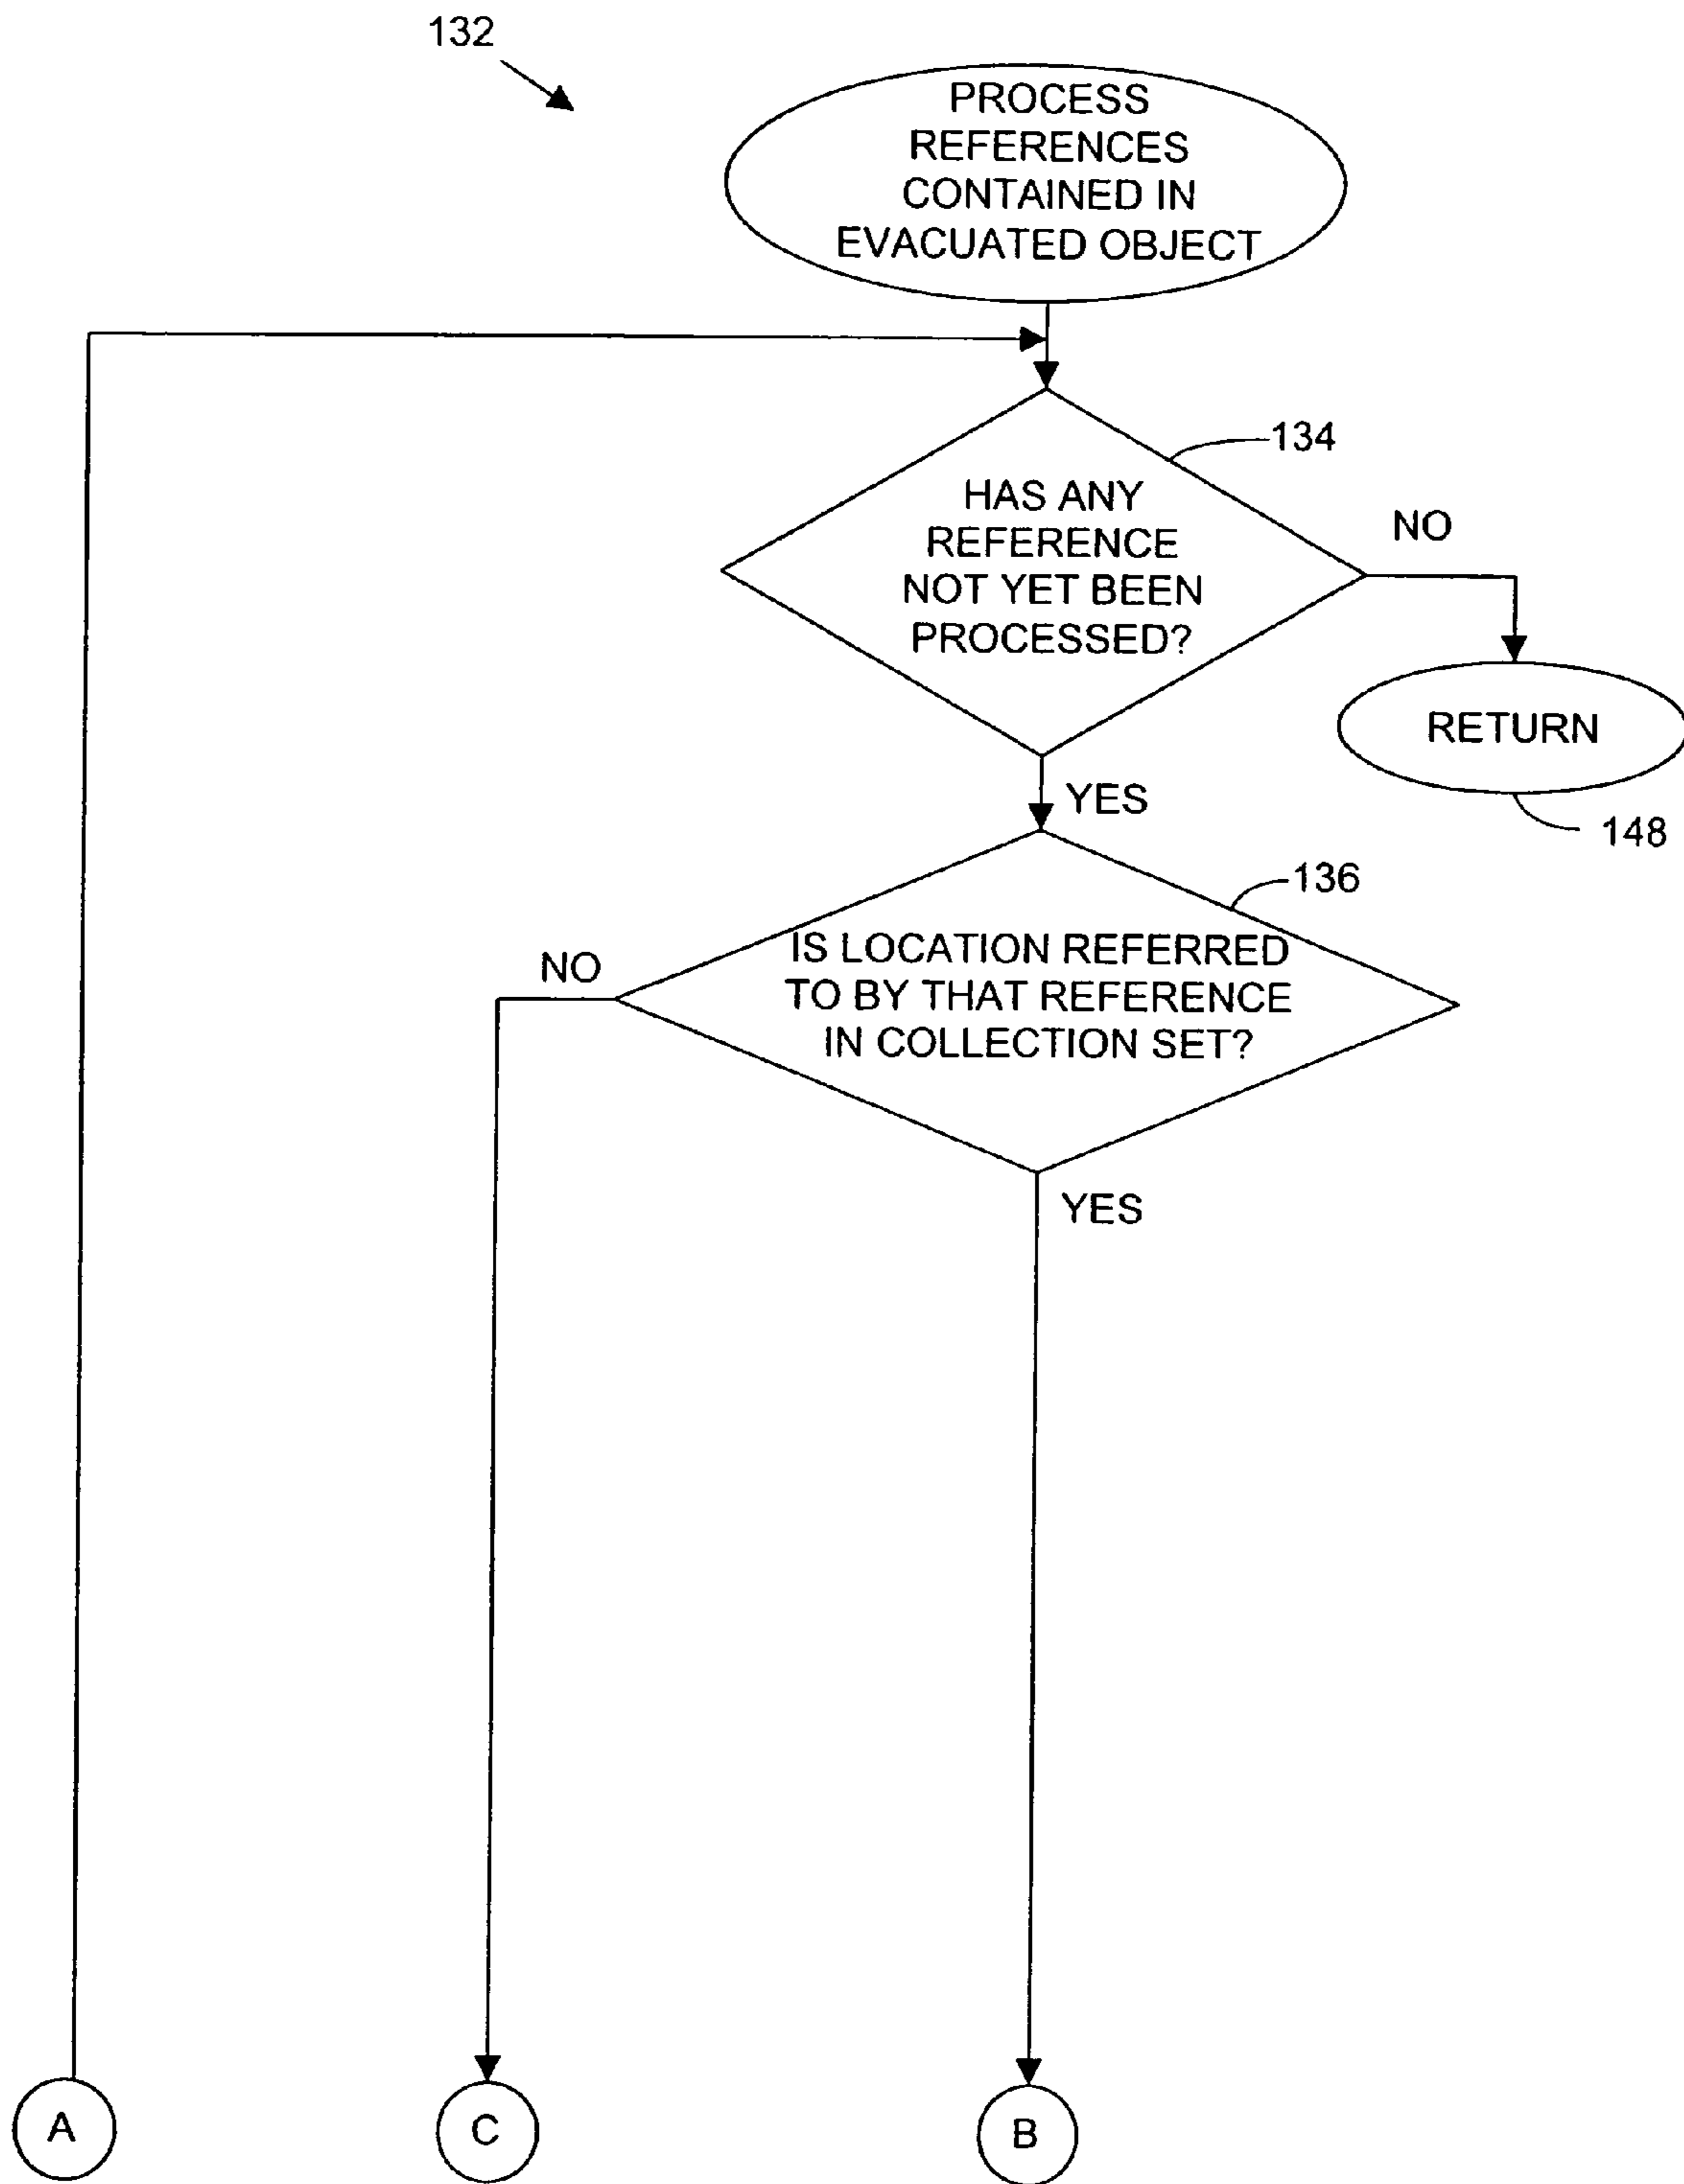 132
PROCESS
REFERENCES
CONTAINED IN
EVACUATED OBJECT
134
HAS ANY
REFERENCE
NOT YET BEEN
PROCESSED?
NO
RETURN
148
YES
136
IS LOCATION REFERRED
TO BY THAT REFERENCE
IN COLLECTION SET?
NO
YES
A
C
B